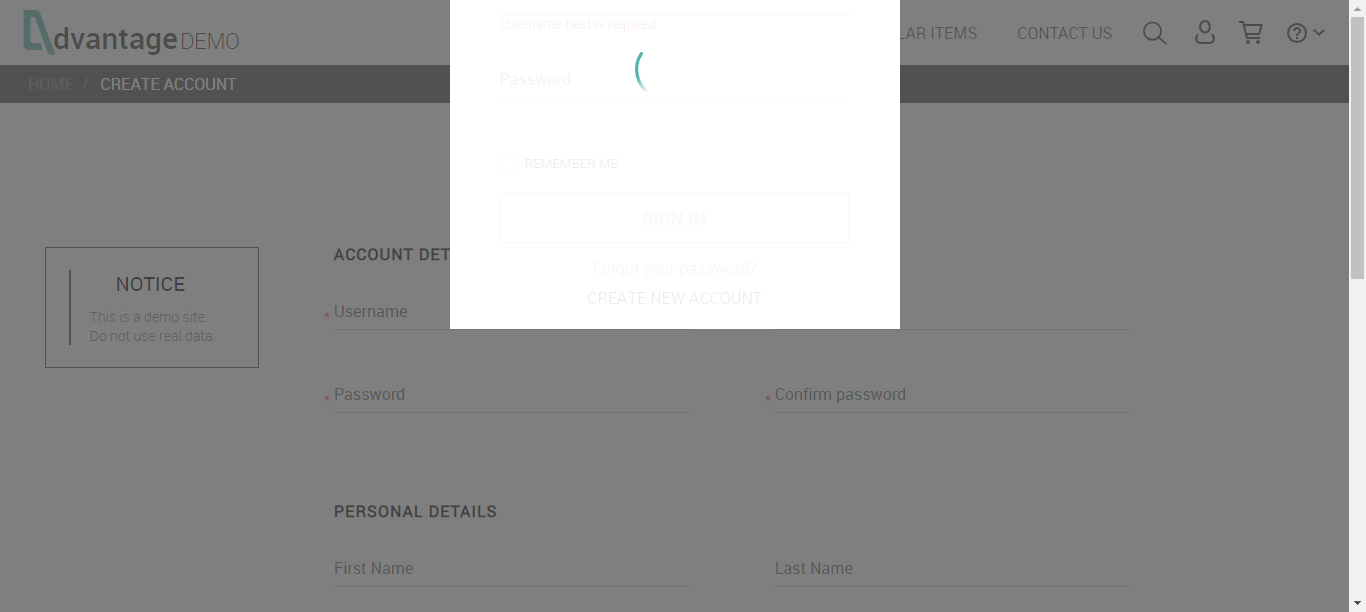 dvantage DEMO
LAR ITEMS
CONTACT US
HOME / CREATE ACCOUNT
Username field is required
Password
REMEMBER ME
SIGN IN
Forgot your password?
CREATE NEW ACCOUNT
NOTICE
This is a demo site.
Do not use real data.
ACCOUNT DET
Username
Password
Confirm password
PERSONAL DETAILS
First Name
Last Name